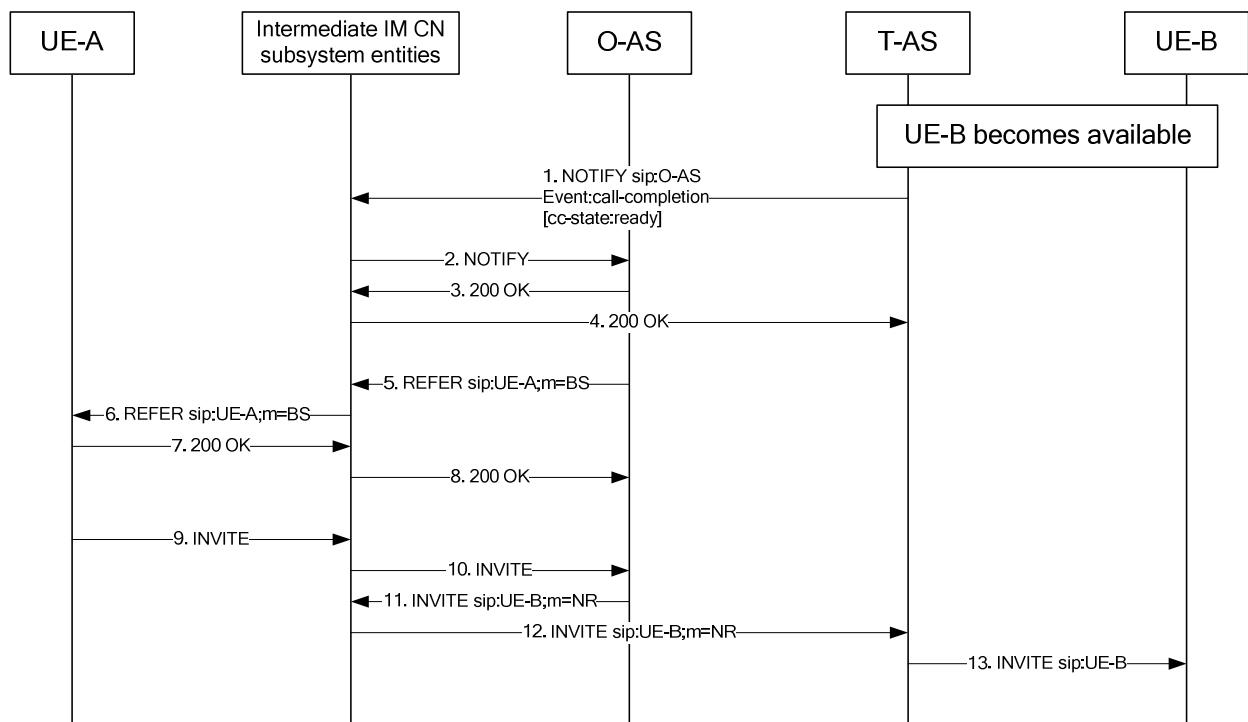 UE-A
Intermediate IM CN
subsystem entities
O-AS
T-AS
UE-B
UE-B becomes available
1. NOTIFY sip:O-AS
Event:call-completion
[cc-state:ready]
2. NOTIFY
3. 200 OK
4. 200 OK
5. REFER sip:UE-A;m=BS
6. REFER sip:UE-A;m=BS
7. 200 OK
8. 200 OK
9. INVITE
10. INVITE
11. INVITE sip:UE-B;m=NR
12. INVITE sip:UE-B;m=NR
13. INVITE sip:UE-B